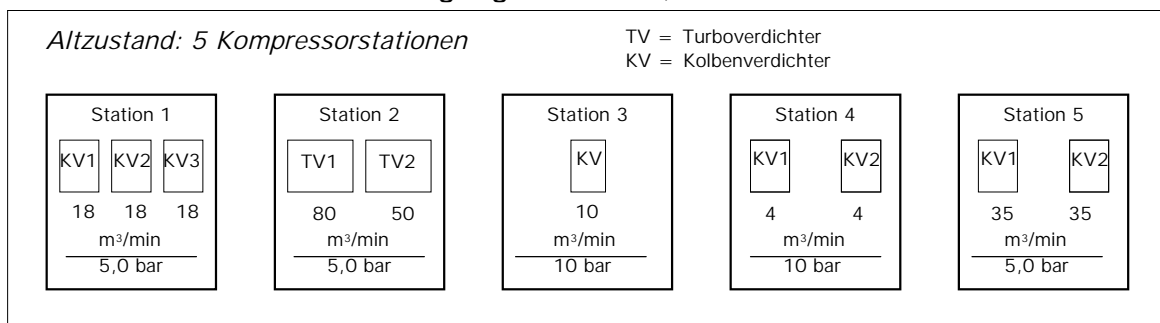 Altzustand: 5 Kompressorstationen
TV = Turboverdichter
KV = Kolbenverdichter
Station 1
KV1 KV2 KV3
18 18 18
m³/min
5,0 bar
Station 2
TV1 TV2
80 50
m³/min
5,0 bar
Station 3
KV
10
m³/min
10 bar
Station 4
KV1 KV2
4 4
m³/min
10 bar
Station 5
KV1 KV2
35 35
m³/min
5,0 bar